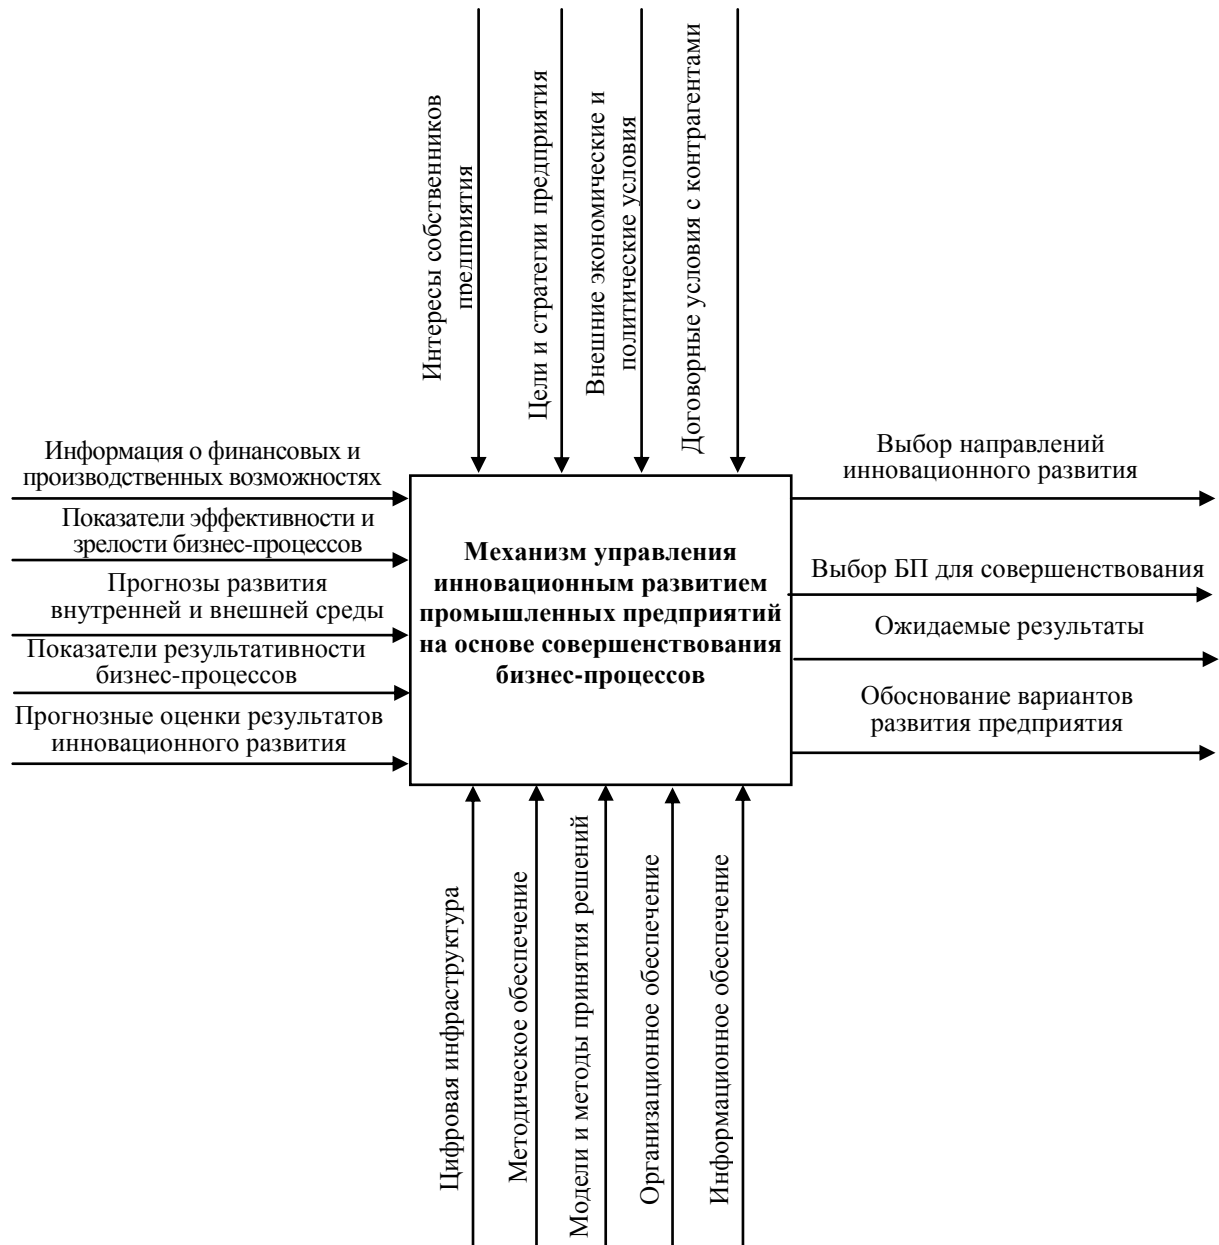 Интересы собственников
предприятия
Цели и стратегии предприятия
Внешние экономические и
политические условия
Договорные условия с контрагентами
Информация о финансовых и
производственных возможностях
Показатели эффективности и
зрелости бизнес-процессов
Прогнозы развития
внутренней и внешней среды
Показатели результативности
бизнес-процессов
Прогнозные оценки результатов
инновационного развития
Механизм управления
инновационным развитием
промышленных предприятий
на основе совершенствования
бизнес-процессов
Выбор направлений
инновационного развития
Выбор БП для совершенствования
Ожидаемые результаты
Обоснование вариантов
развития предприятия
Цифровая инфраструктура
Методическое обеспечение
Модели и методы принятия решений
Организационное обеспечение
Информационное обеспечение